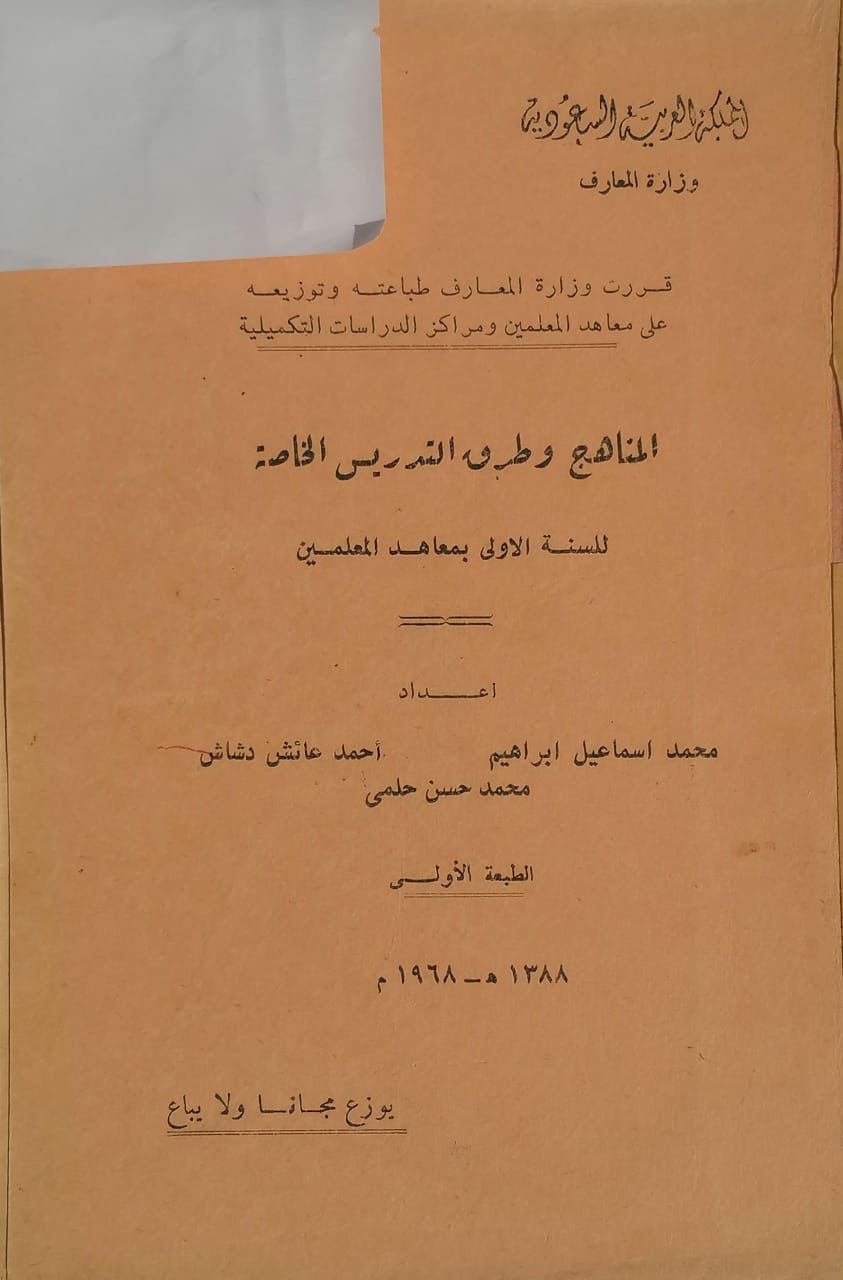 المملكة العربية السعودية
وزارة المعارف
قررت وزارة المعارف طباعته وتوزيعه
على معاهد المعلمين ومراكز الدراسات التكميلية
المناهج وطرق التدريس الخاصة
للسنة الاولى بمعاهد المعلمين
اعداد
محمد اسماعيل ابراهيم أحمد عائش دشاش
محمد حسن حلمى
الطبعة الأولى
١٣٨٨ هـ - ١٩٦٨ م
يوزع مجانا ولا يباع